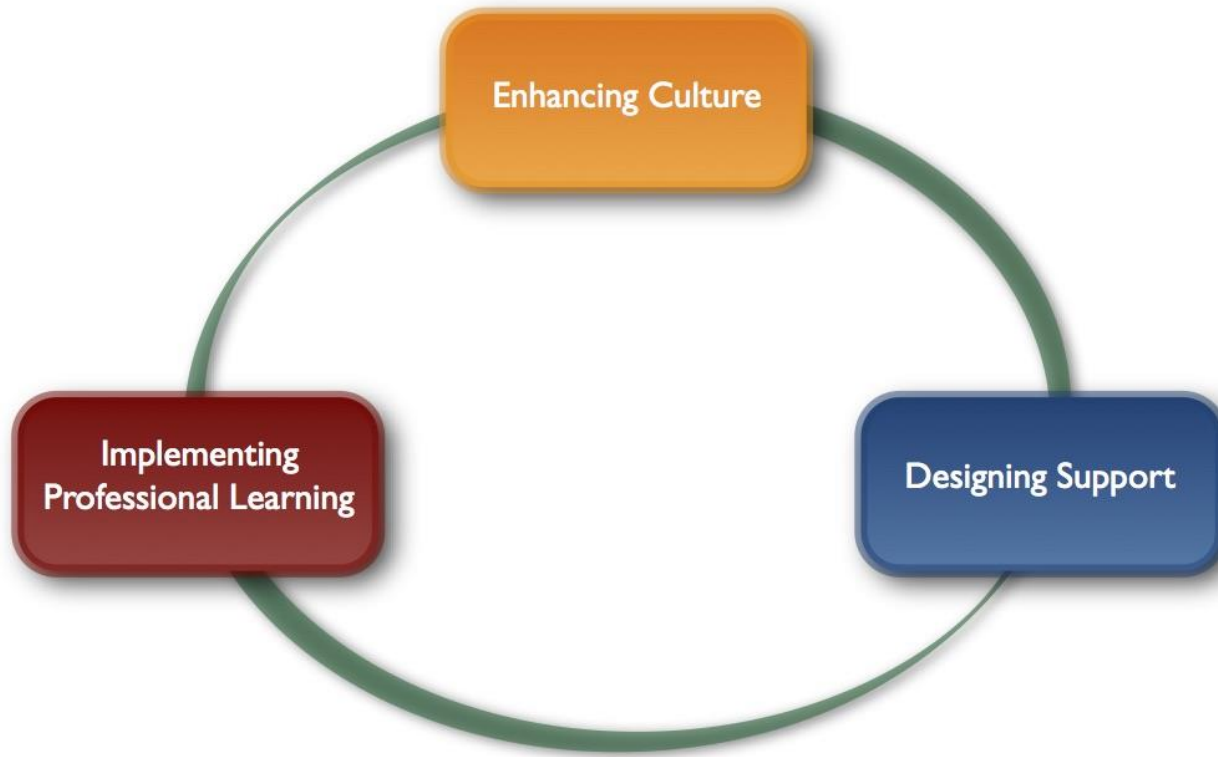 Enhancing Culture
Implementing
Professional Learning
Designing Support